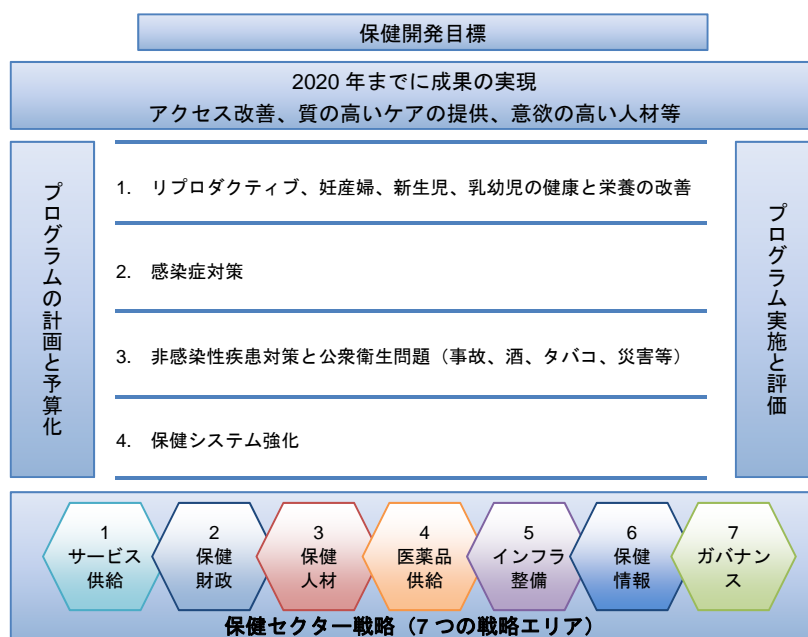 保健開発目標
2020 年までに成果の実現
アクセス改善、質の高いケアの提供、意欲の高い人材等
プログラムの計画と予算化
1. リプロダクティブ、妊産婦、新生児、乳幼児の健康と栄養の改善
2. 感染症対策
3. 非感染性疾患対策と公衆衛生問題（事故、酒、タバコ、災害等）
4. 保健システム強化
プログラム実施と評価
1
サービス
供給
2
保健
財政
3
保健
人材
4
医薬品
供給
5
インフラ
整備
6
保健
情報
7
ガバナン
ス
保健セクター戦略（7 つの戦略エリア）